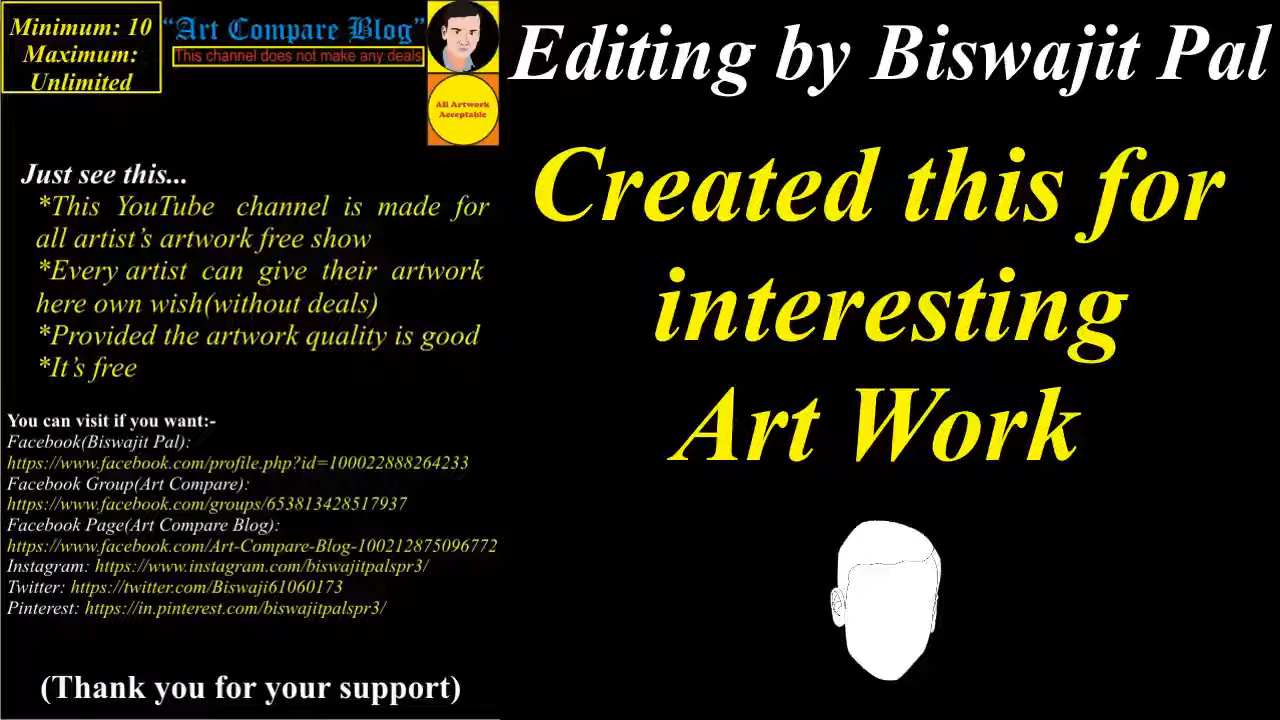 Minimum: 10
Maximum:
Unlimited
“Art Compare Blog”
This channel does not make any deals
All Artwork
Acceptable
Editing by Biswajit Pal
Created this for
interesting
Art Work
Just see this...
*This YouTube channel is made for
all artist’s artwork free show
*Every artist can give their artwork
here own wish(without deals)
*Provided the artwork quality is good
*It’s free
You can visit if you want:-
Facebook(Biswajit Pal):
https://www.facebook.com/profile.php?id=100022888264233
Facebook Group(Art Compare):
https://www.facebook.com/groups/653813428517937
Facebook Page(Art Compare Blog):
https://www.facebook.com/Art-Compare-Blog-100212875096772
Instagram: https://www.instagram.com/biswajitpalspr3/
Twitter: https://twitter.com/Biswaji61060173
Pinterest: https://in.pinterest.com/biswajitpalspr3/
(Thank you for your support)